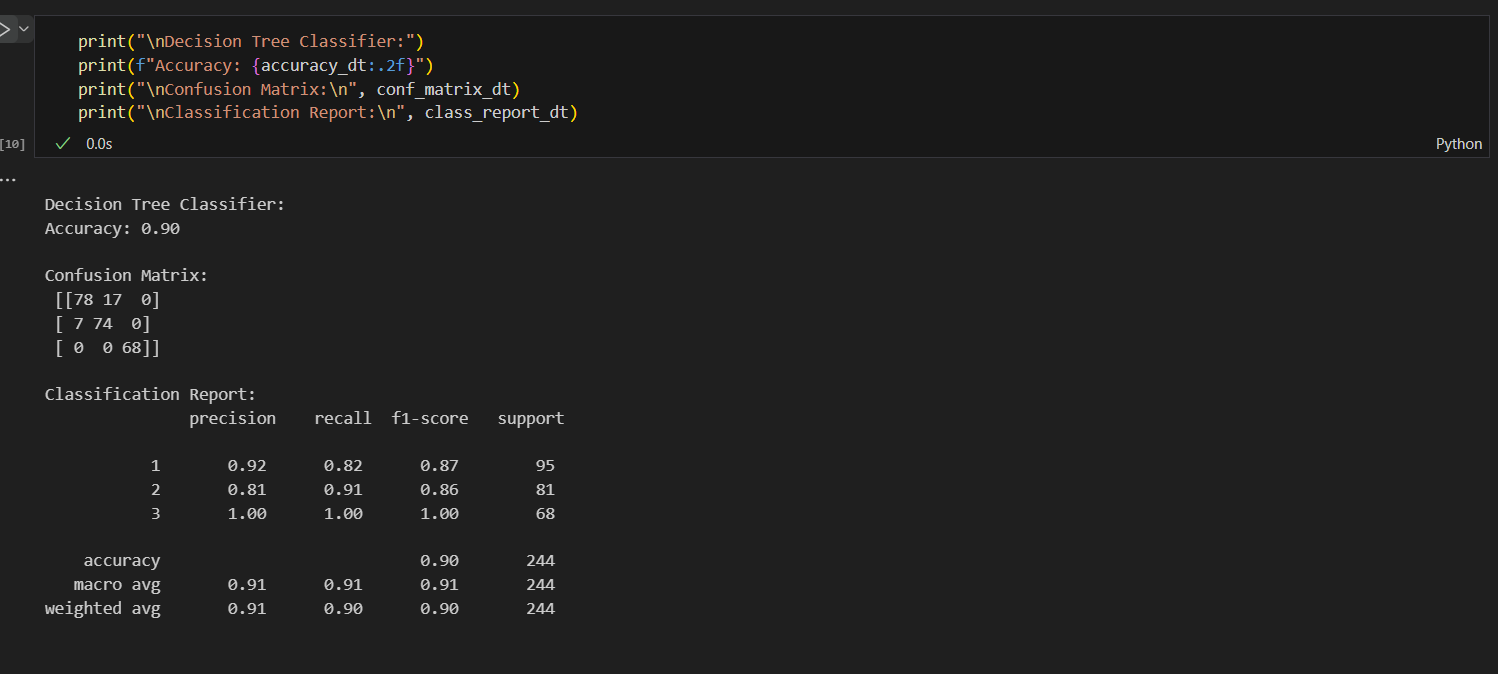 print("\nDecision Tree Classifier:")
print(f"Accuracy: {accuracy_dt:.2f}")
print("\nConfusion Matrix:\n", conf_matrix_dt)
print("\nClassification Report:\n", class_report_dt)
[10] 0.0s Python
...
Decision Tree Classifier:
Accuracy: 0.90
Confusion Matrix:
[[78 17  0]
[ 7 74  0]
[ 0  0 68]]
Classification Report:
precision    recall  f1-score   support
1       0.92      0.82      0.87        95
2       0.81      0.91      0.86        81
3       1.00      1.00      1.00        68
accuracy                           0.90       244
macro avg       0.91      0.91      0.91       244
weighted avg       0.91      0.90      0.90       244